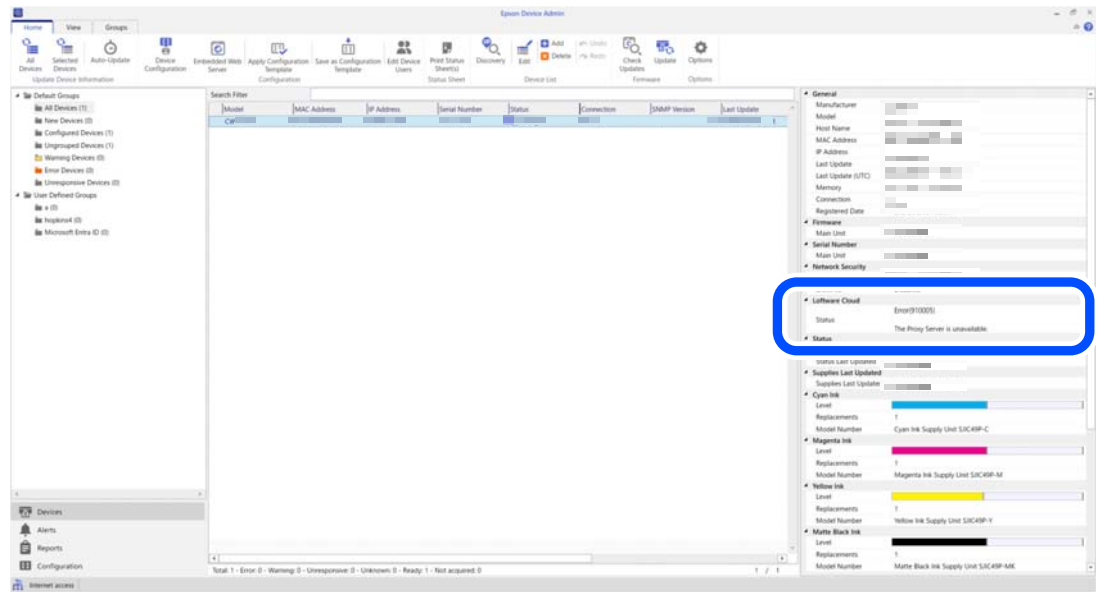 Epson Device Admin
Home View Groups
All Devices
Selected Devices
Auto-Update
Update Device Information
Device Configuration
Embedded Web Server
Apply Configuration Template
Save as Configuration Template
Edit Device Users
Configuration
Print Status Sheet(s)
Status Sheet
Discovery
Edit
Add
Delete
Undo
Redo
Device List
Check Updates
Update
Firmware
Options
Options
Default Groups
All Devices (1)
New Devices (0)
Configured Devices (1)
Ungrouped Devices (1)
Warning Devices (0)
Error Devices (0)
Unresponsive Devices (0)
User Defined Groups
a (0)
hopkins4 (0)
Microsoft Entra ID (0)
Devices
Alerts
Reports
Configuration
Internet access
Search Filter
Model MAC Address IP Address Serial Number Status Connection SNMP Version Last Update
CW 1
Total: 1 - Error: 0 - Warning: 0 - Unresponsive: 0 - Unknown: 0 - Ready: 1 - Not acquired: 0
1 / 1
General
Manufacturer
Model
Host Name
MAC Address
IP Address
Last Update
Last Update (UTC)
Memory
Connection
Registered Date
Firmware
Main Unit
Serial Number
Main Unit
Network Security
Loftware Cloud
Error(910005)
Status
The Proxy Server is unavailable.
Status
Status Last Updated
Supplies Last Updated
Supplies Last Update
Cyan Ink
Level
Replacements 1
Model Number Cyan Ink Supply Unit SJIC49P-C
Magenta Ink
Level
Replacements 1
Model Number Magenta Ink Supply Unit SJIC49P-M
Yellow Ink
Level
Replacements 1
Model Number Yellow Ink Supply Unit SJIC49P-Y
Matte Black Ink
Level
Replacements 1
Model Number Matte Black Ink Supply Unit SJIC49P-MK